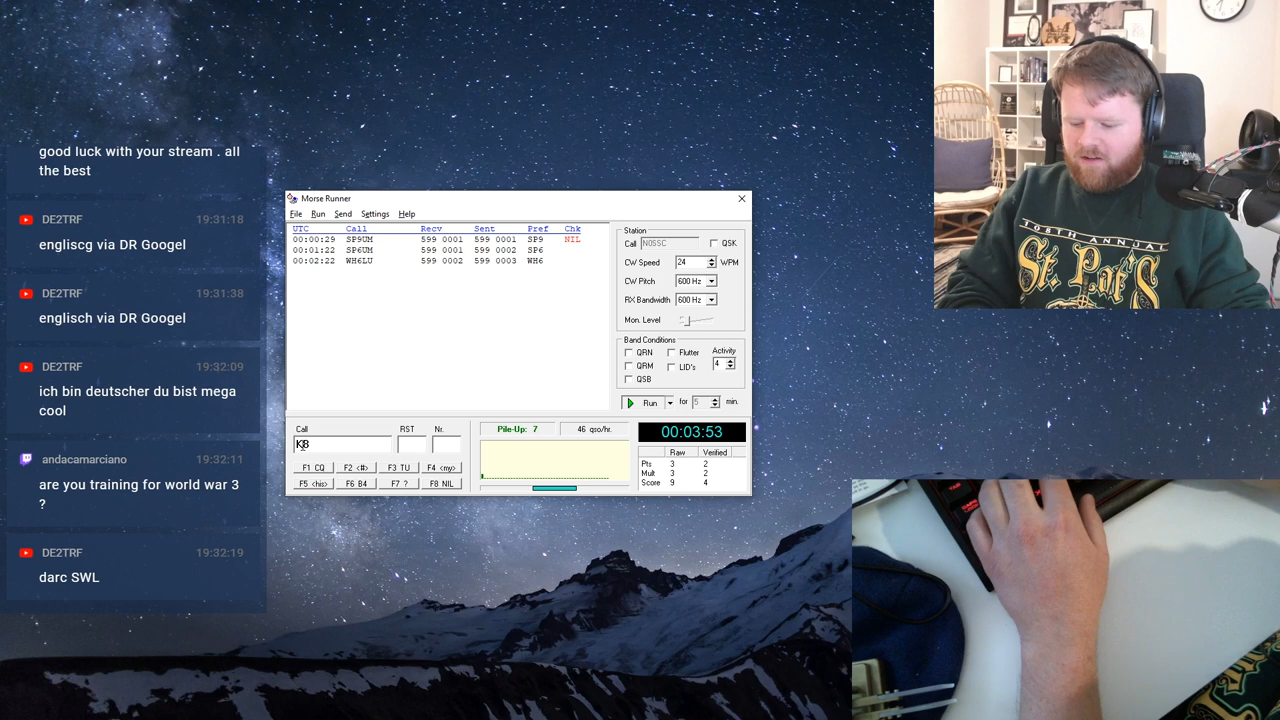 good luck with your stream . all
the best
DE2TRF 19:31:18
engliscg via DR Googel
DE2TRF 19:31:38
englisch via DR Googel
DE2TRF 19:32:09
ich bin deutscher du bist mega
cool
andacamarciano 19:32:11
are you training for world war 3
?
DE2TRF 19:32:19
darc SWL
Morse Runner
File Run Send Settings Help
UTC Call Recv Sent Pref Chk
00:00:29 SP9UM 599 0001 599 0001 SP9 NIL
00:01:22 SP6UM 599 0001 599 0002 SP6
00:02:22 WH6LU 599 0002 599 0003 WH6
Station
Call N0SSC QSK
CW Speed 24 WPM
CW Pitch 600 Hz
RX Bandwidth 600 Hz
Mon. Level
Band Conditions
QRN Flutter Activity
QRM LID's 4
QSB
Run for 5 min.
Call RST Nr.
K8
F1 CQ F2 <#> F3 TU F4 <my>
F5 <his> F6 B4 F7 ? F8 NIL
Pile-Up: 7 46 qso/hr.
00:03:53
Raw Verified
Pts 3 2
Mult 3 2
Score 9 4
108TH ANNUAL
St. Pat's